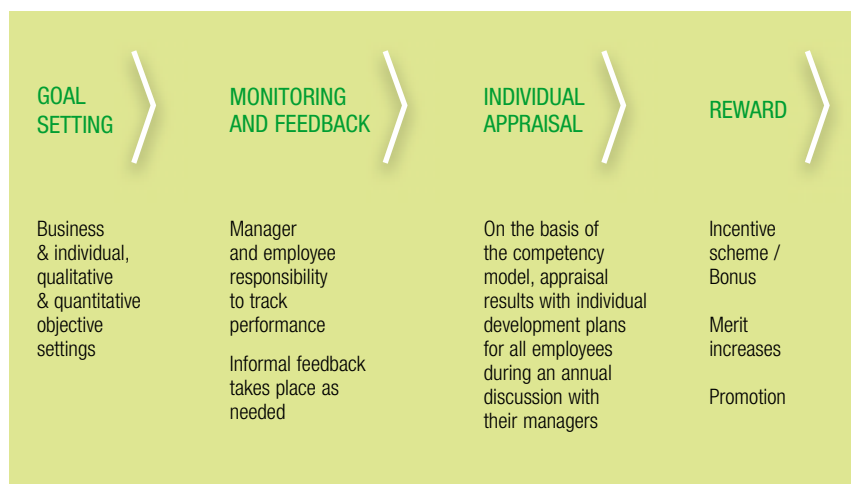 GOAL
SETTING
MONITORING
AND FEEDBACK
INDIVIDUAL
APPRAISAL
REWARD
Business
& individual,
qualitative
& quantitative
objective
settings
Manager
and employee
responsibility
to track
performance
Informal feedback
takes place as
needed
On the basis of
the competency
model, appraisal
results with individual
development plans
for all employees
during an annual
discussion with
their managers
Incentive
scheme /
Bonus
Merit
increases
Promotion